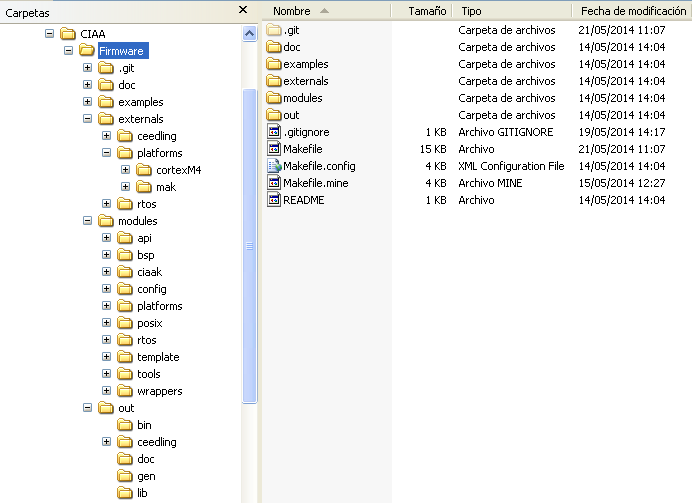 Carpetas
CIAA
Firmware
.git
doc
examples
externals
ceedling
platforms
cortexM4
mak
rtos
modules
api
bsp
ciaak
config
platforms
posix
rtos
template
tools
wrappers
out
bin
ceedling
doc
gen
lib
Nombre Tamaño Tipo Fecha de modificación
.git Carpeta de archivos 21/05/2014 11:07
doc Carpeta de archivos 14/05/2014 14:04
examples Carpeta de archivos 14/05/2014 14:04
externals Carpeta de archivos 14/05/2014 14:04
modules Carpeta de archivos 14/05/2014 14:04
out Carpeta de archivos 14/05/2014 14:04
.gitignore 1 KB Archivo GITIGNORE 19/05/2014 14:17
Makefile 15 KB Archivo 21/05/2014 11:07
Makefile.config 4 KB XML Configuration File 14/05/2014 14:04
Makefile.mine 4 KB Archivo MINE 15/05/2014 12:27
README 1 KB Archivo 14/05/2014 14:04